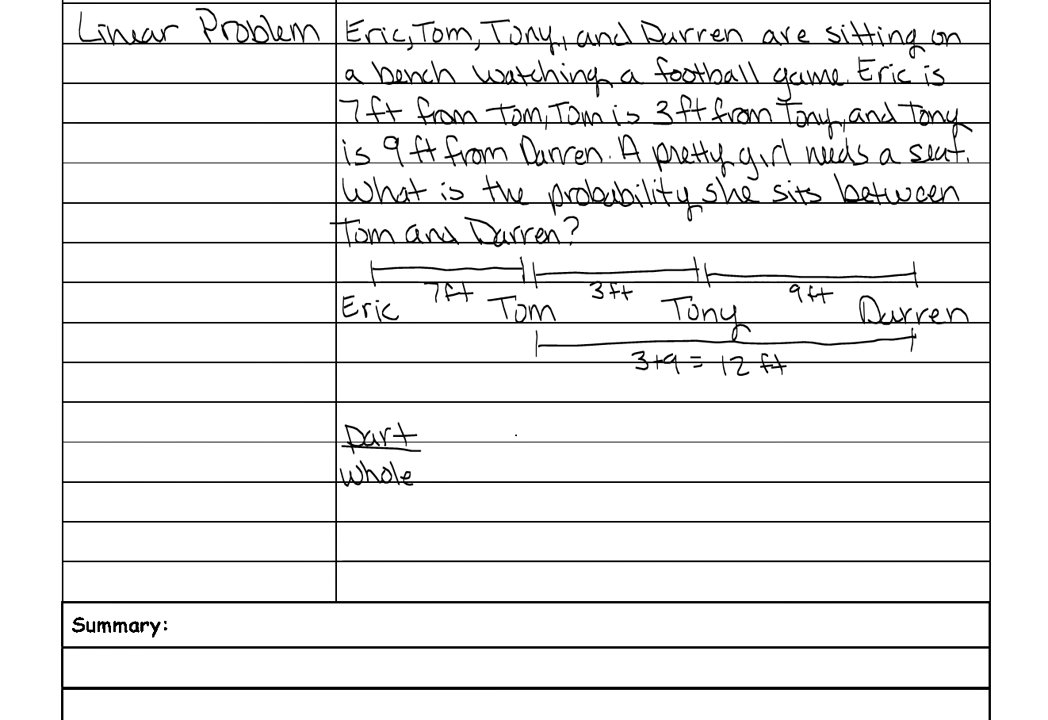 Linear Problem
Eric, Tom, Tony, and Darren are sitting on
a bench watching a football game. Eric is
7ft from Tom, Tom is 3ft from Tony, and Tony
is 9 ft from Darren. A pretty girl needs a seat.
What is the probability she sits between
Tom and Darren?
7ft 3ft 9ft
Eric Tom Tony Darren
3+9 = 12 ft
part
whole
Summary: